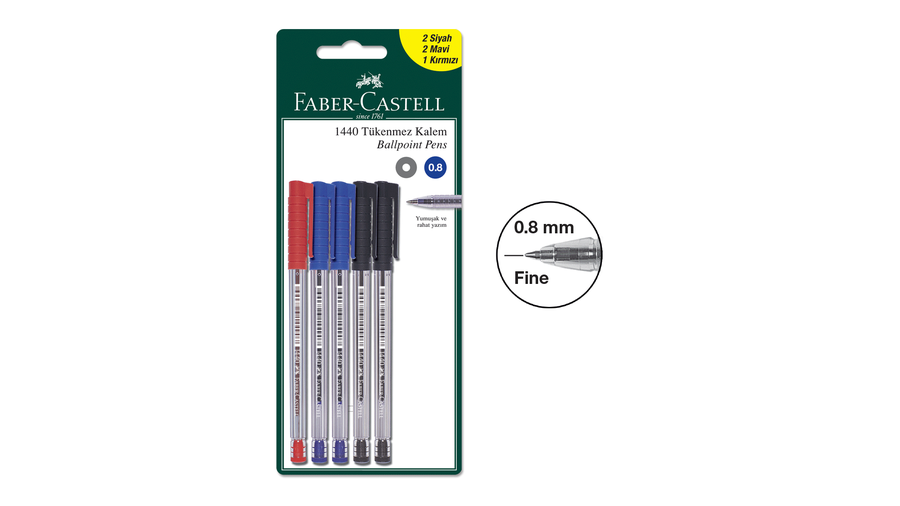 2 Siyah
2 Mavi
1 Kırmızı
FABER-CASTELL
since 1761
1440 Tükenmez Kalem
Ballpoint Pens
0.8
Yumuşak ve
rahat yazım
0.8 mm
Fine